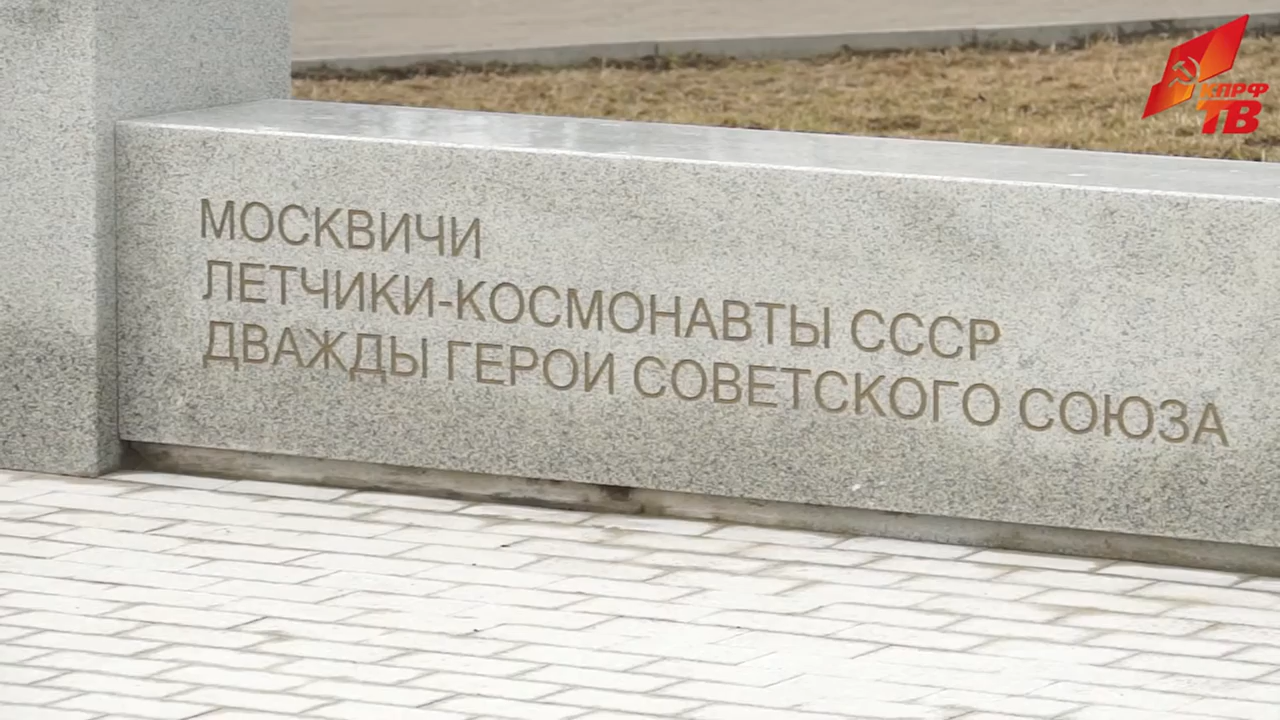 КПРФ
ТВ
МОСКВИЧИ
ЛЕТЧИКИ-КОСМОНАВТЫ СССР
ДВАЖДЫ ГЕРОИ СОВЕТСКОГО СОЮЗА